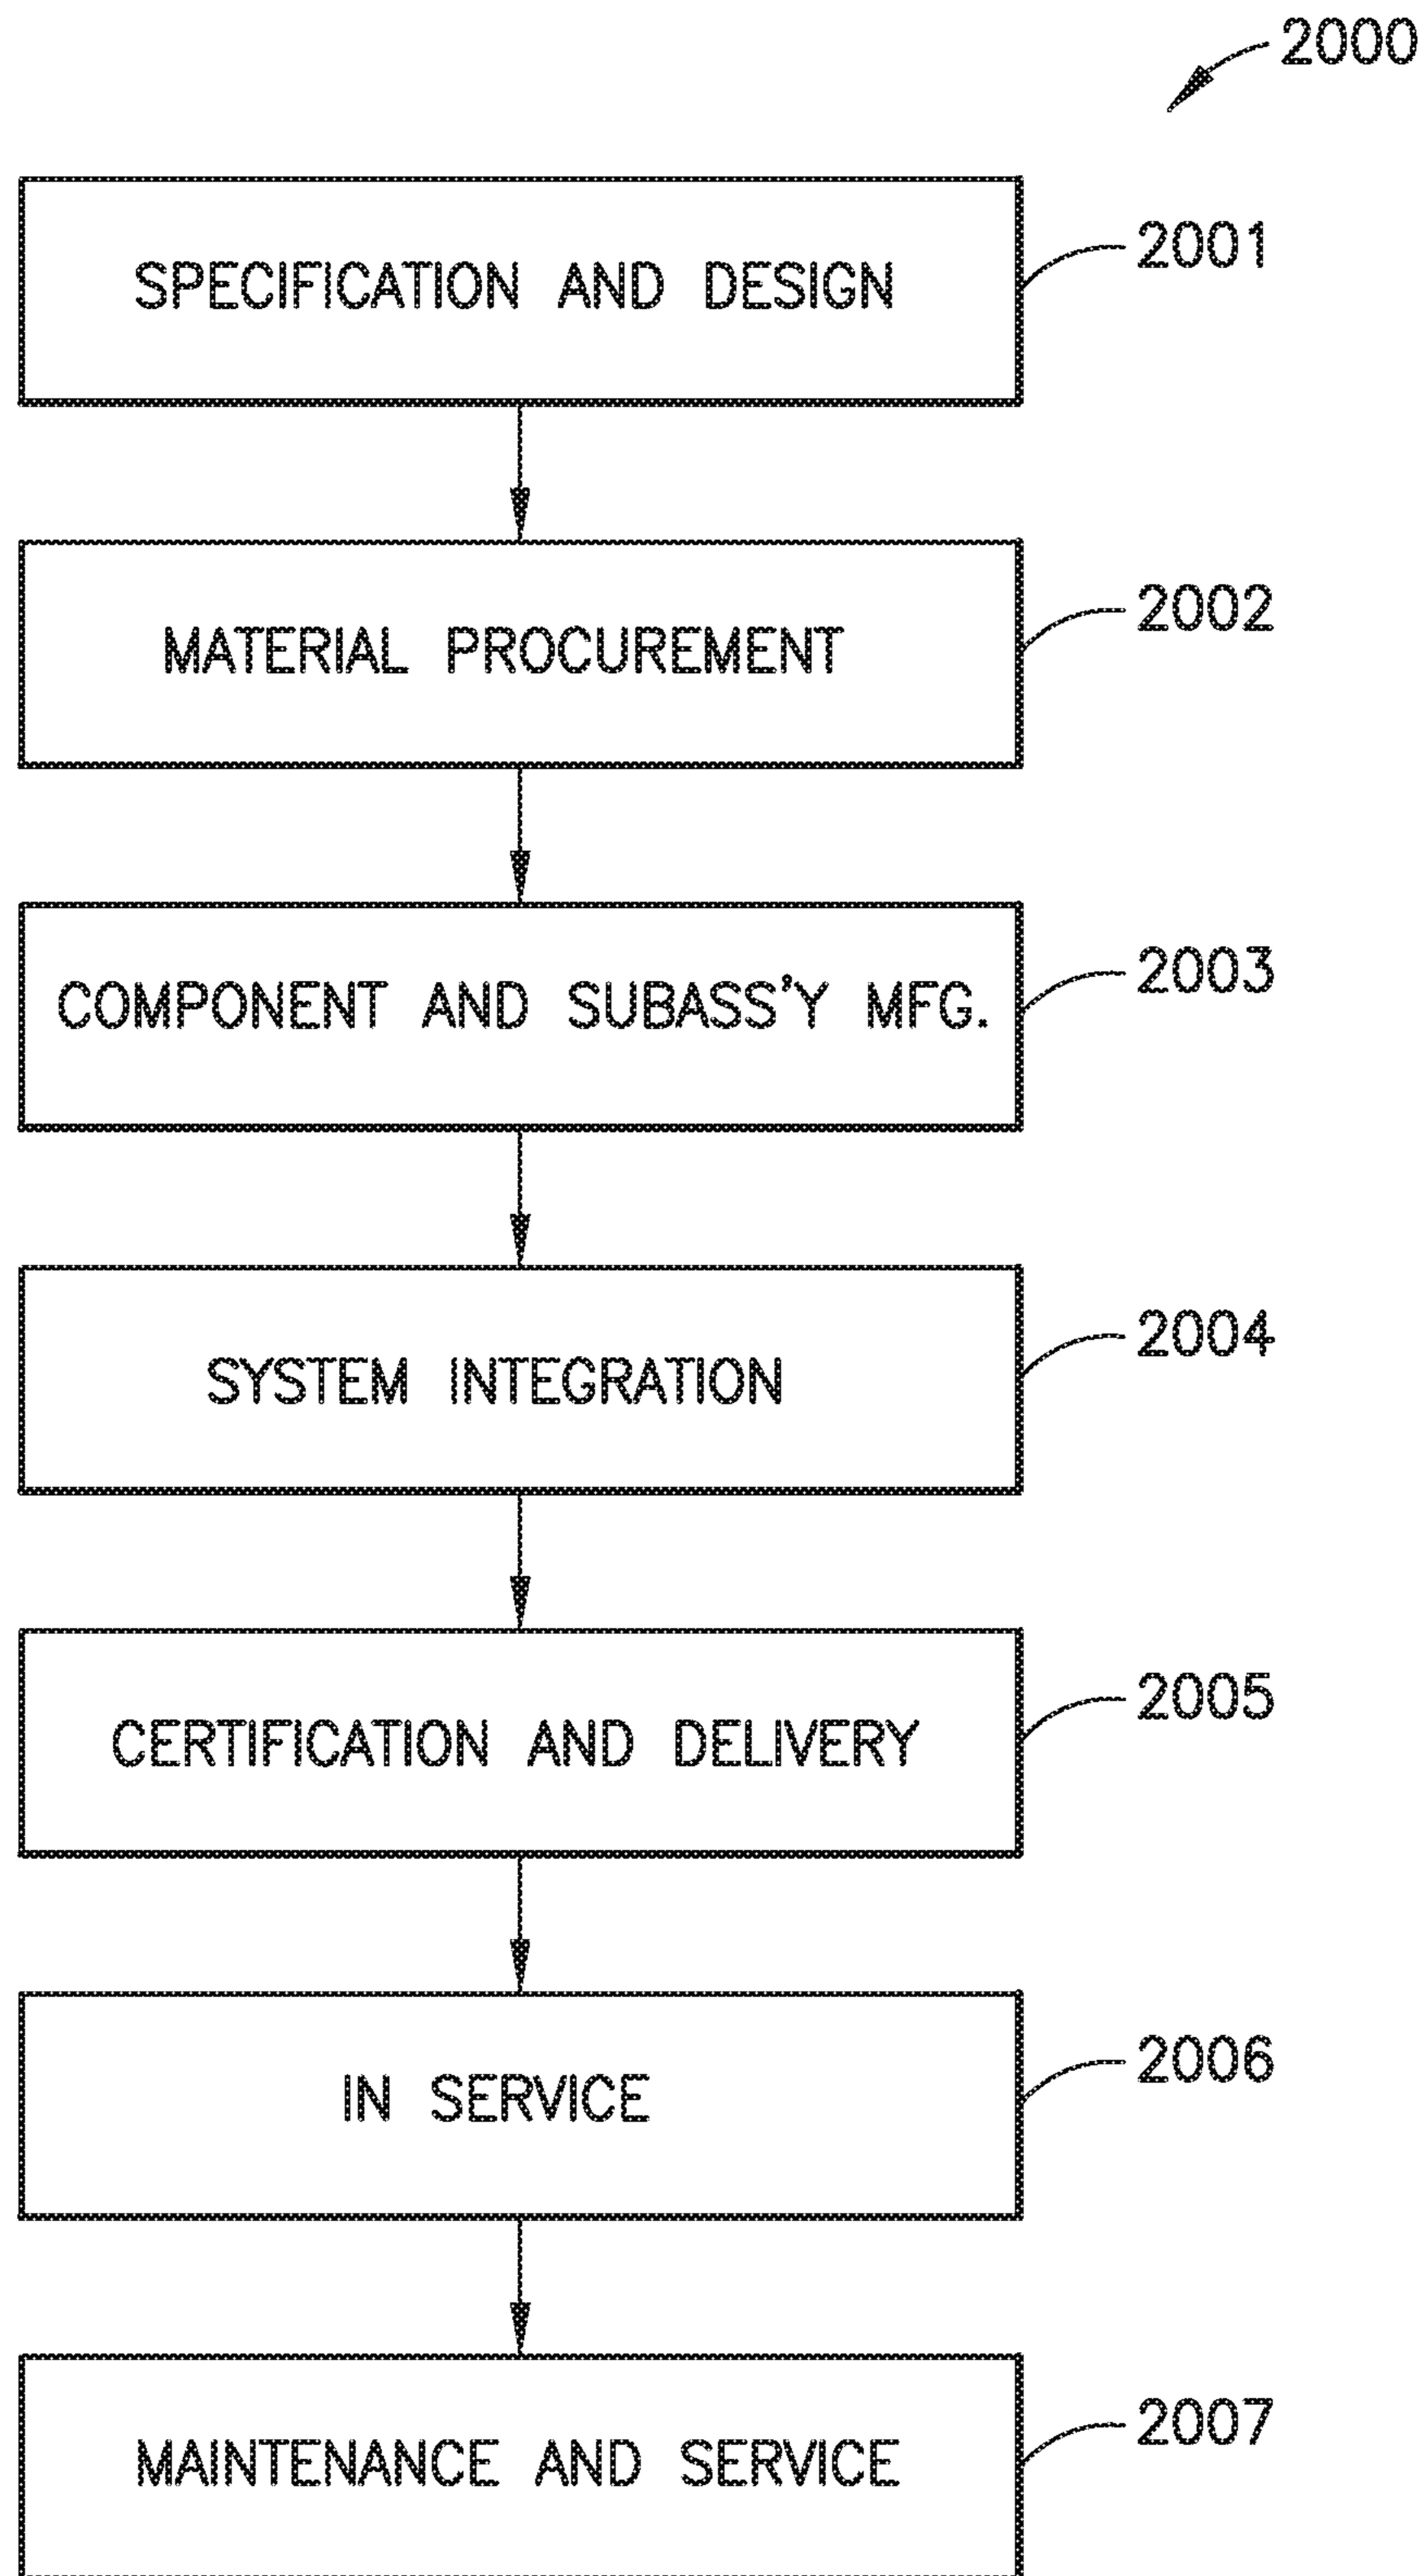 2000
SPECIFICATION AND DESIGN
2001
MATERIAL PROCUREMENT
2002
COMPONENT AND SUBASS'Y MFG.
2003
SYSTEM INTEGRATION
2004
CERTIFICATION AND DELIVERY
2005
IN SERVICE
2006
MAINTENANCE AND SERVICE
2007